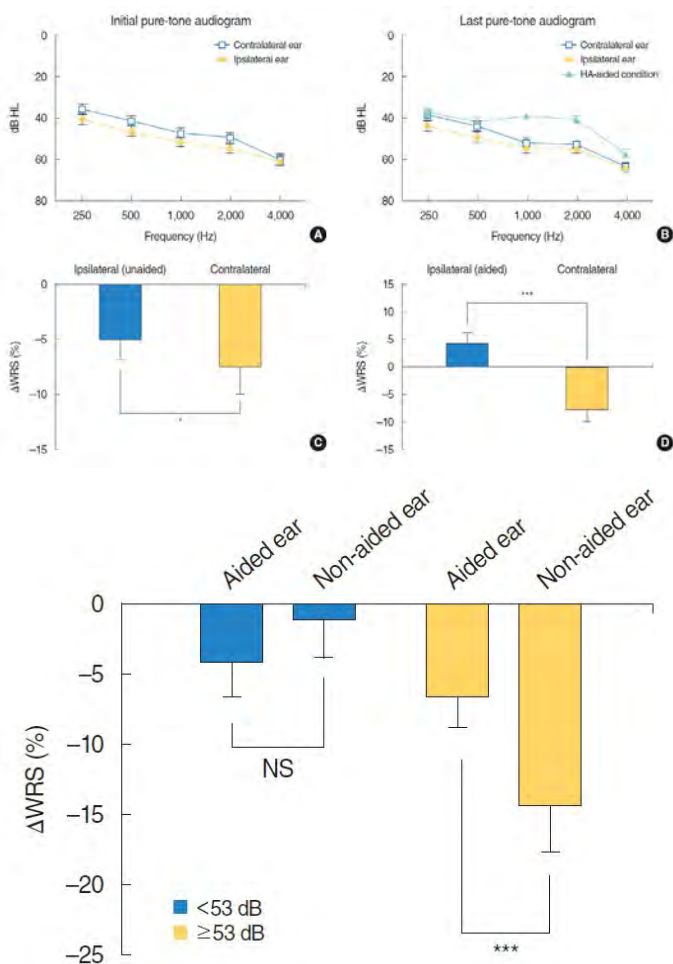 Initial pure-tone audiogram
Contralateral ear
Ipsilateral ear
dB HL
0
20
40
60
80
250
500
1,000
2,000
4,000
Frequency (Hz)
A
Last pure-tone audiogram
Contralateral ear
Ipsilateral ear
HA-aided condition
dB HL
0
20
40
60
80
250
500
1,000
2,000
4,000
Frequency (Hz)
B
Ipsilateral (unaided)
Contralateral
ΔWRS (%)
0
−5
−10
−15
*
C
Ipsilateral (aided)
Contralateral
ΔWRS (%)
15
10
5
0
−5
−10
−15
***
D
Aided ear
Non-aided ear
Aided ear
Non-aided ear
ΔWRS (%)
0
−5
−10
−15
−20
−25
NS
***
<53 dB
≥53 dB